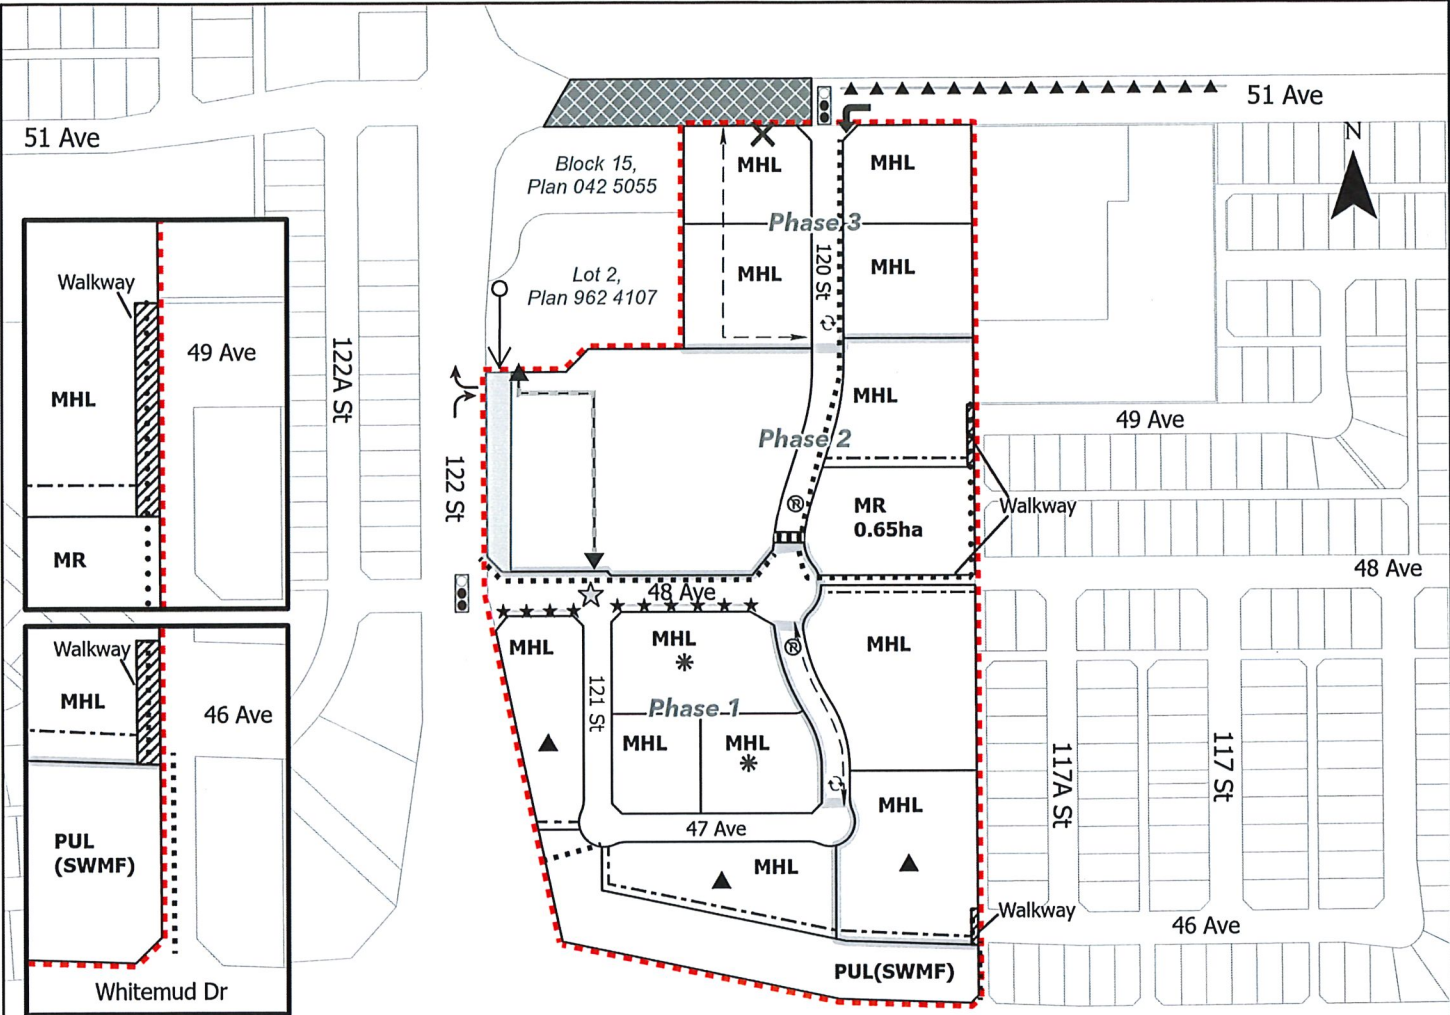 51 Ave
51 Ave
N
Block 15,
Plan 042 5055
MHL
MHL
Phase 3
120 St
Lot 2,
Plan 962 4107
MHL
MHL
Walkway
49 Ave
MHL
MR
122A St
122 St
MHL
49 Ave
Phase 2
R
MR
0.65ha
Walkway
48 Ave
48 Ave
Walkway
MHL
46 Ave
PUL
(SWMF)
Whitemud Dr
MHL
MHL
R
MHL
121 St
Phase 1
MHL
MHL
117A St
117 St
MHL
47 Ave
MHL
Walkway
46 Ave
PUL(SWMF)